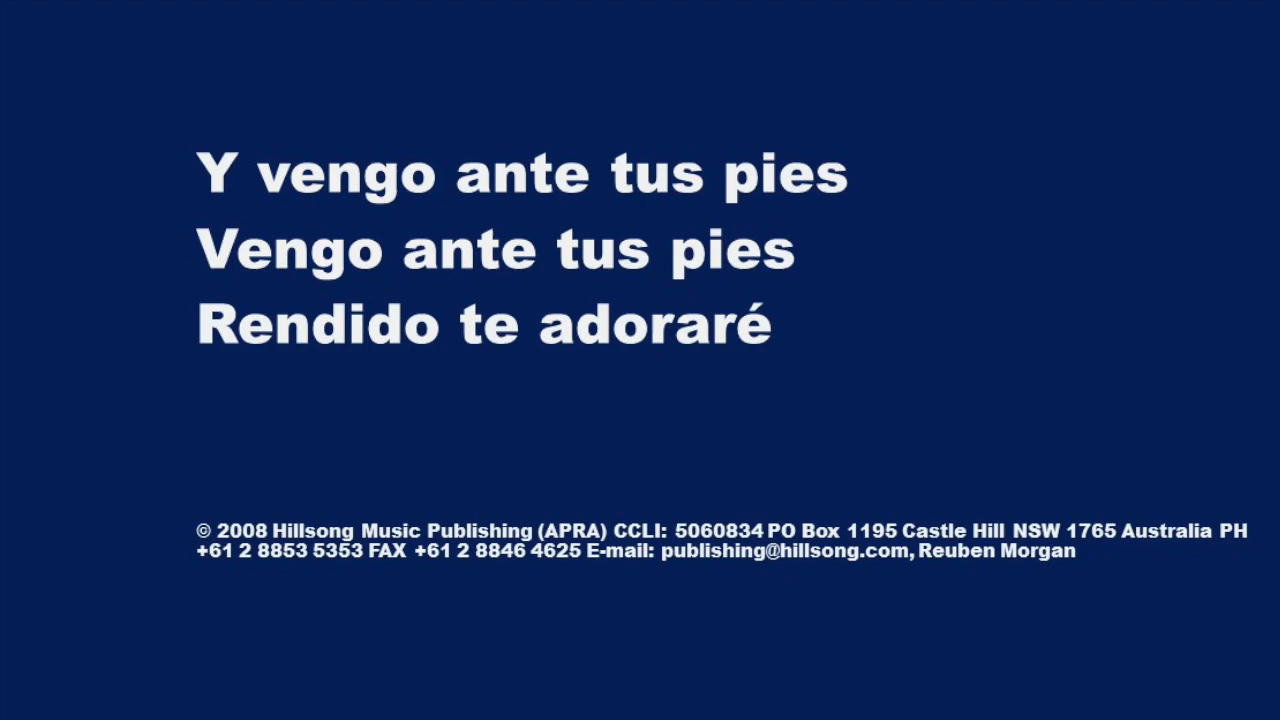 Y vengo ante tus pies
Vengo ante tus pies
Rendido te adoraré
© 2008 Hillsong Music Publishing (APRA) CCLI: 5060834 PO Box 1195 Castle Hill NSW 1765 Australia PH
+61 2 8853 5353 FAX +61 2 8846 4625 E-mail: publishing@hillsong.com, Reuben Morgan